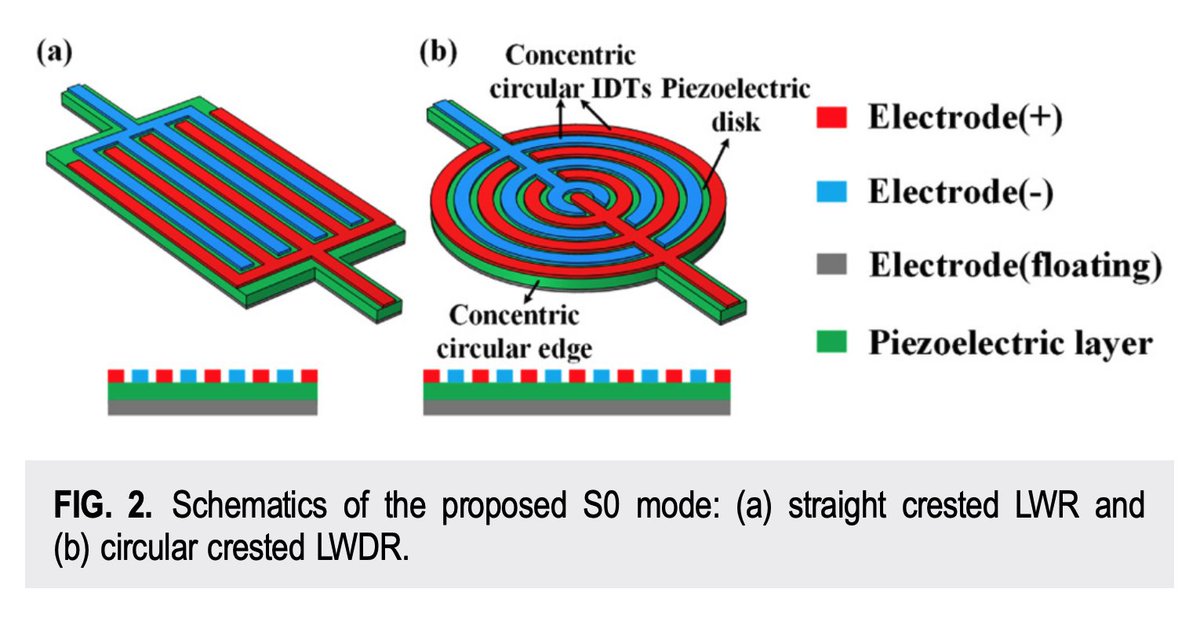 (a)
(b)
Concentric
circular IDTs Piezoelectric
disk
Concentric
circular edge
Electrode(+)
Electrode(-)
Electrode(floating)
Piezoelectric layer
FIG. 2. Schematics of the proposed S0 mode: (a) straight crested LWR and
(b) circular crested LWDR.